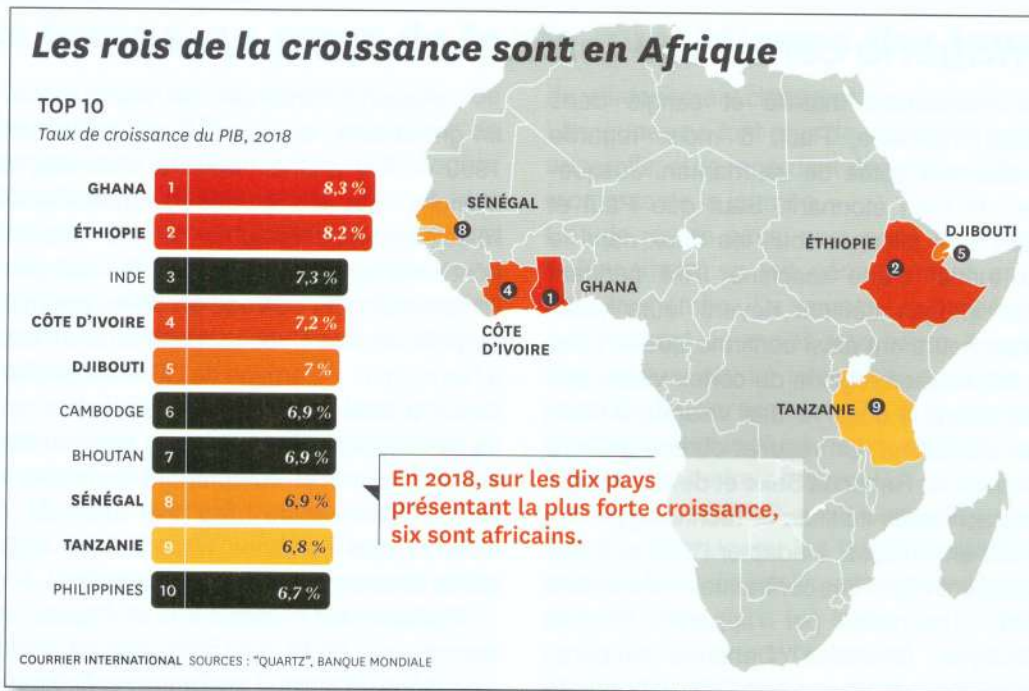 Les rois de la croissance sont en Afrique
TOP 10
Taux de croissance du PIB, 2018
GHANA 1 8,3 %
ÉTHIOPIE 2 8,2 %
INDE 3 7,3 %
CÔTE D'IVOIRE 4 7,2 %
DJIBOUTI 5 7 %
CAMBODGE 6 6,9 %
BHOUTAN 7 6,9 %
SÉNÉGAL 8 6,9 %
TANZANIE 9 6,8 %
PHILIPPINES 10 6,7 %
SÉNÉGAL
8
DJIBOUTI
5
ÉTHIOPIE
2
4
1
GHANA
CÔTE
D'IVOIRE
TANZANIE 9
En 2018, sur les dix pays
présentant la plus forte croissance,
six sont africains.
COURRIER INTERNATIONAL SOURCES : "QUARTZ", BANQUE MONDIALE